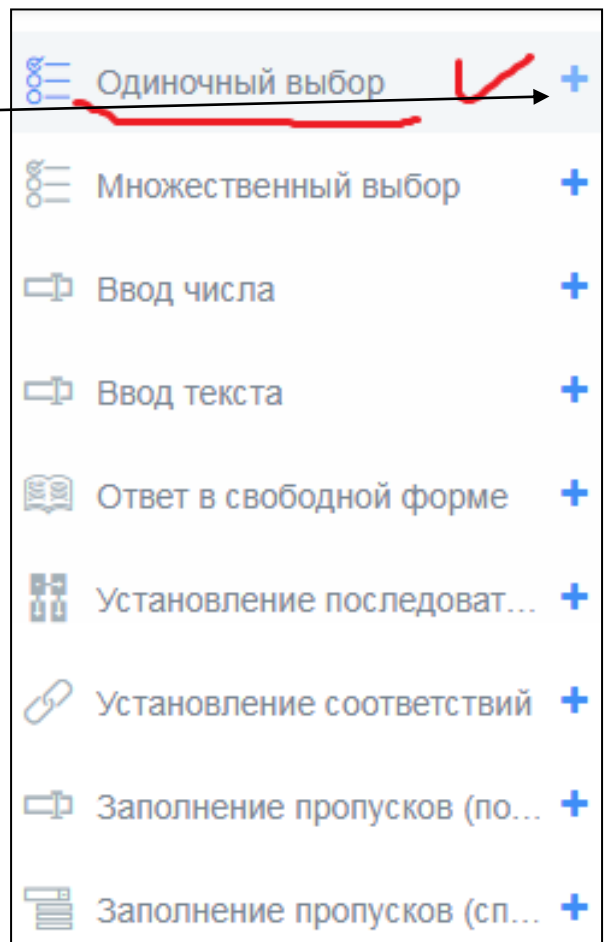 Одиночный выбор
Множественный выбор
Ввод числа
Ввод текста
Ответ в свободной форме
Установление последоват...
Установление соответствий
Заполнение пропусков (по...
Заполнение пропусков (сп...